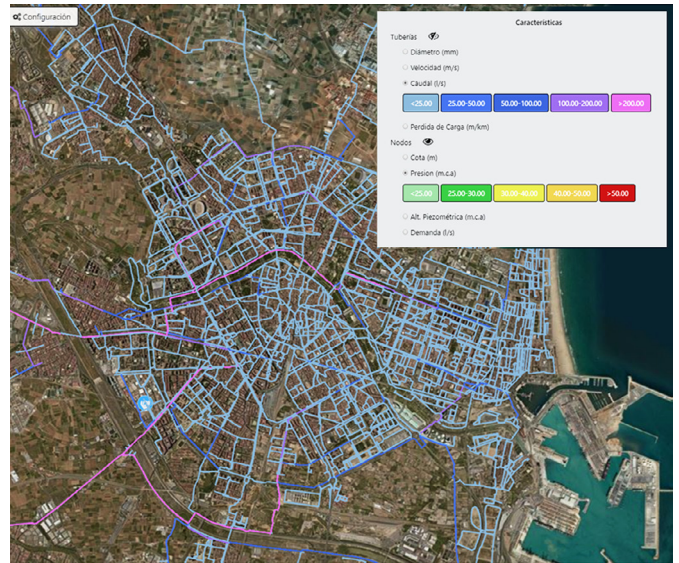 Configuración
Características
Tuberías
Diámetro (mm)
Velocidad (m/s)
Caudal (l/s)
<25.00 25.00-50.00 50.00-100.00 100.00-200.00 >200.00
Perdida de Carga (m/km)
Nodos
Cota (m)
Presion (m.c.a)
<25.00 25.00-30.00 30.00-40.00 40.00-50.00 >50.00
Alt. Piezométrica (m.c.a)
Demanda (l/s)